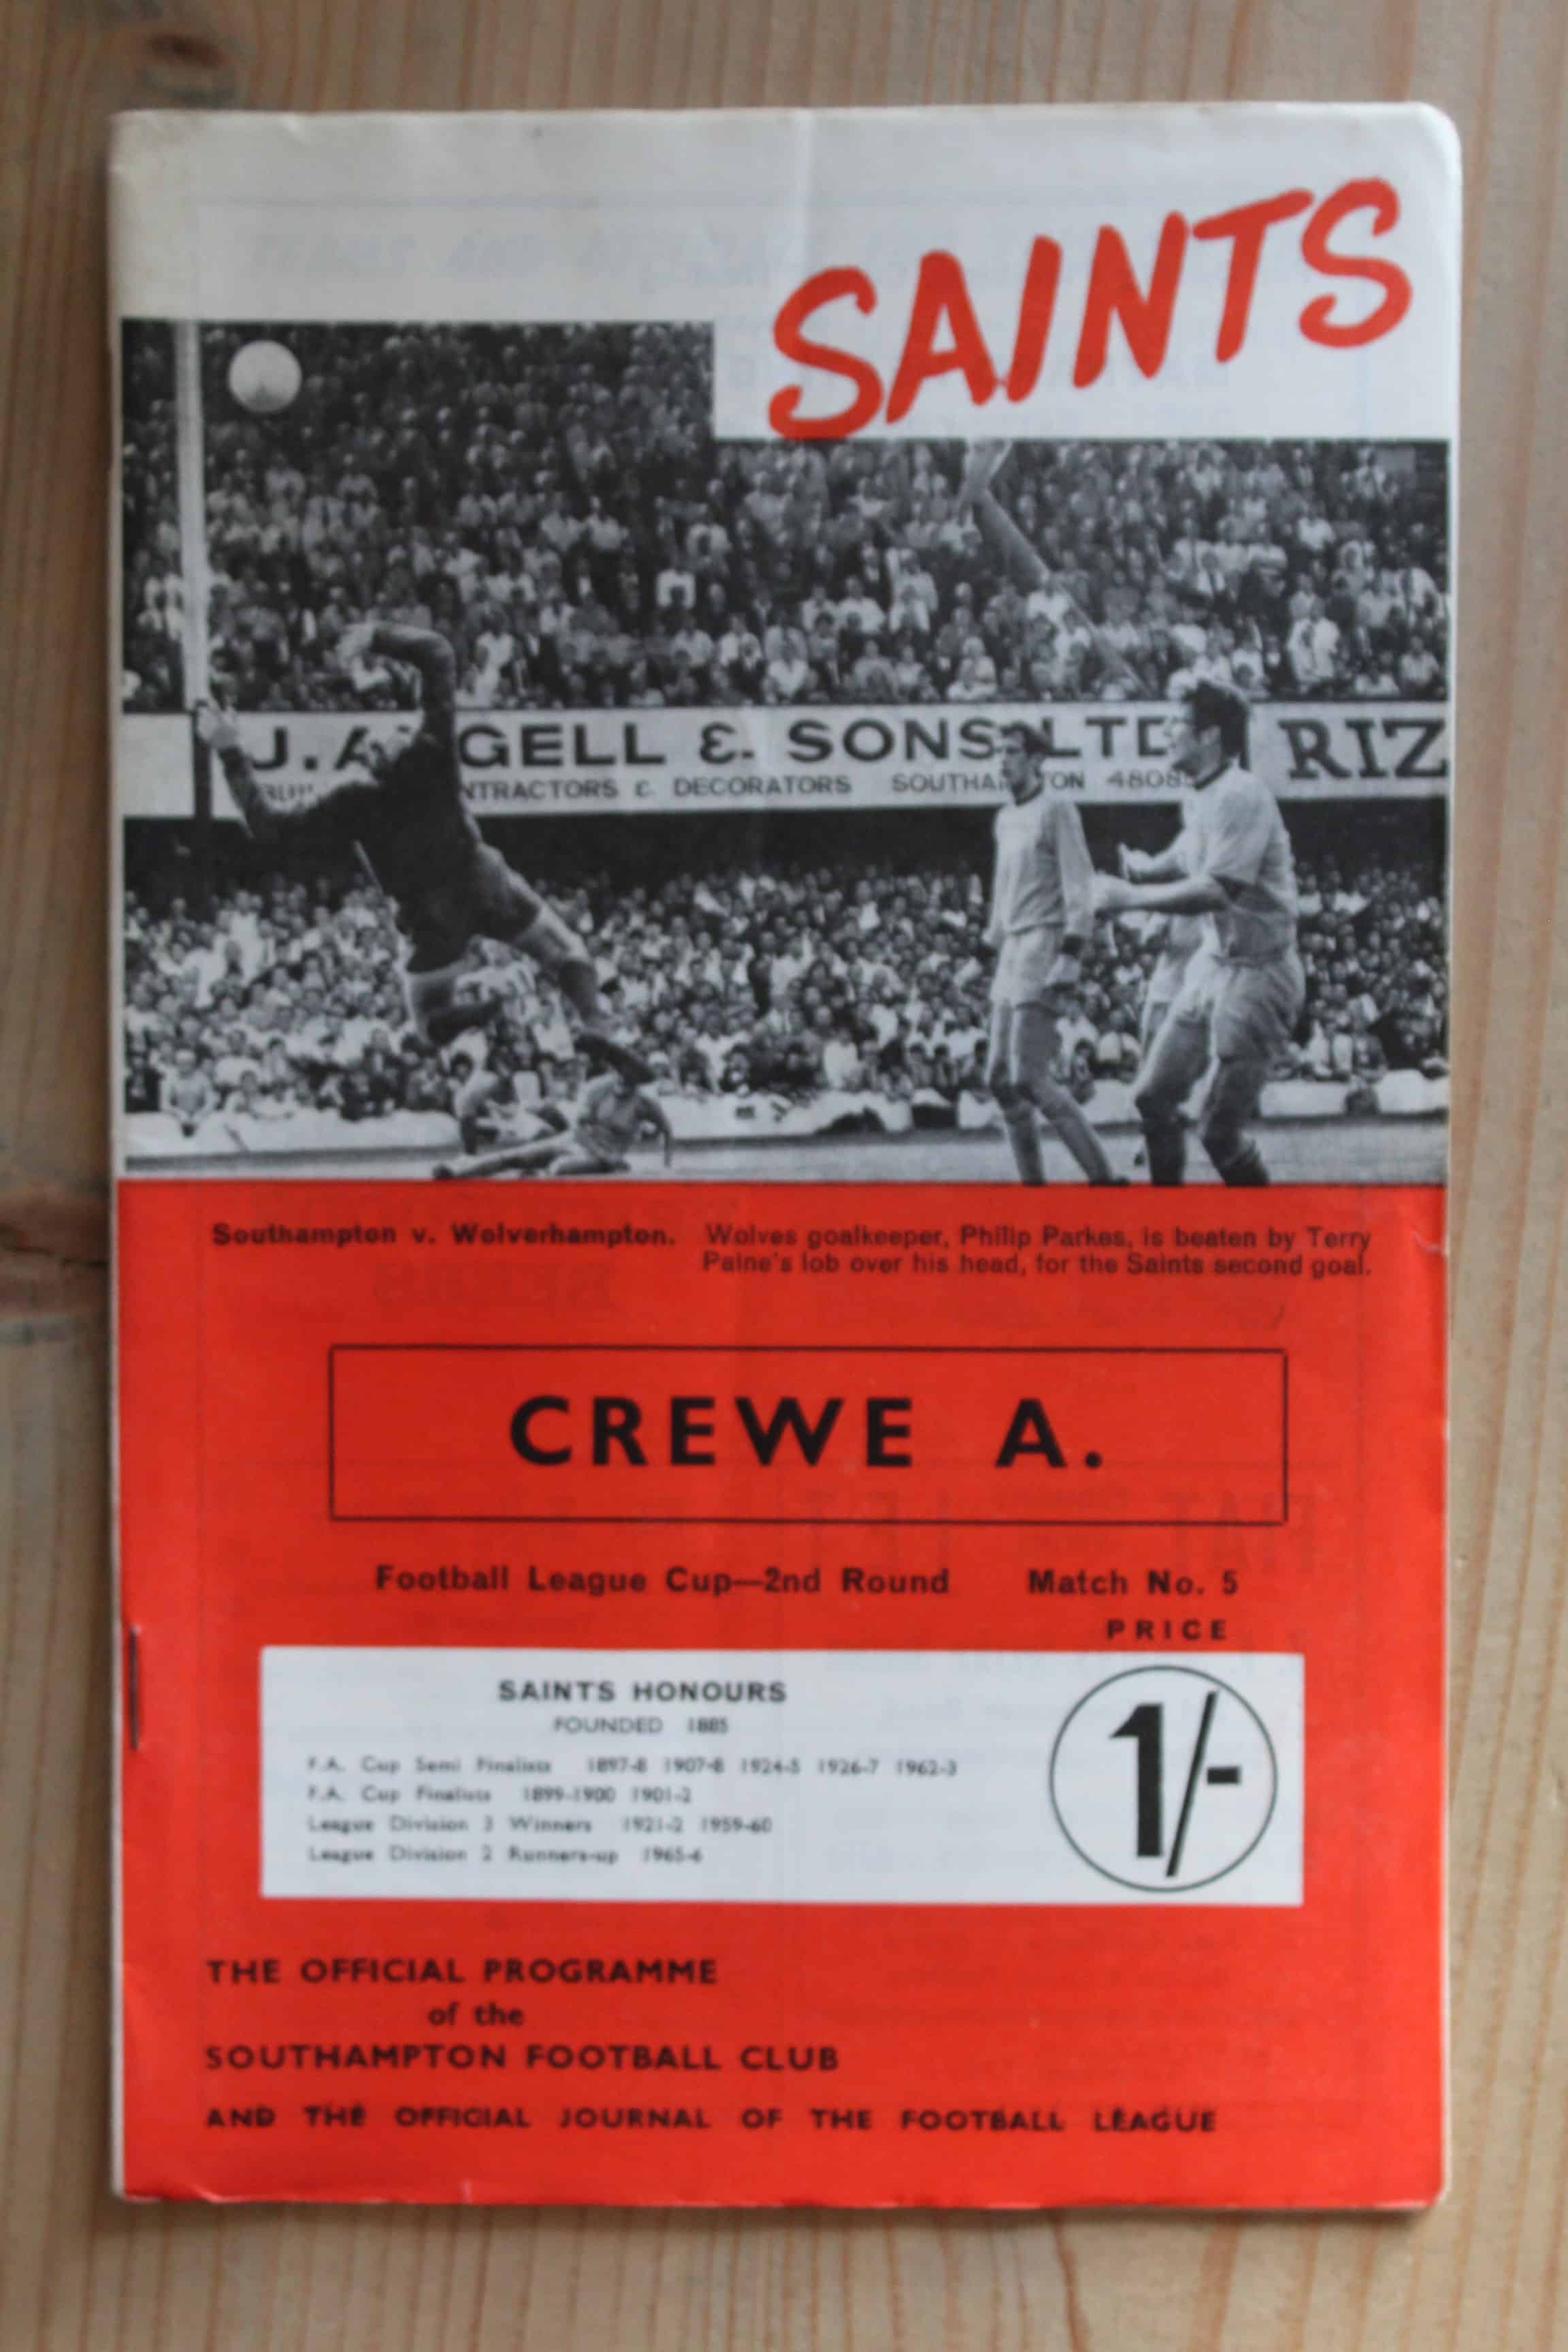 SAINTS
J. A GELL & SONS LTD
RIZ
NTRACTORS & DECORATORS SOUTHA TON 4808
Southampton v. Wolverhampton. Wolves goalkeeper, Philip Parkes, is beaten by Terry
Paine's lob over his head, for the Saints second goal.
CREWE A.
Football League Cup—2nd Round Match No. 5
PRICE
1/-
SAINTS HONOURS
FOUNDED 1885
F.A. Cup Semi Finalists 1897-8 1907-8 1924-5 1926-7 1962-3
F.A. Cup Finalists 1899-1900 1901-2
League Division 3 Winners 1921-2 1959-60
League Division 2 Runners-up 1965-6
THE OFFICIAL PROGRAMME
of the
SOUTHAMPTON FOOTBALL CLUB
AND THE OFFICIAL JOURNAL OF THE FOOTBALL LEAGUE